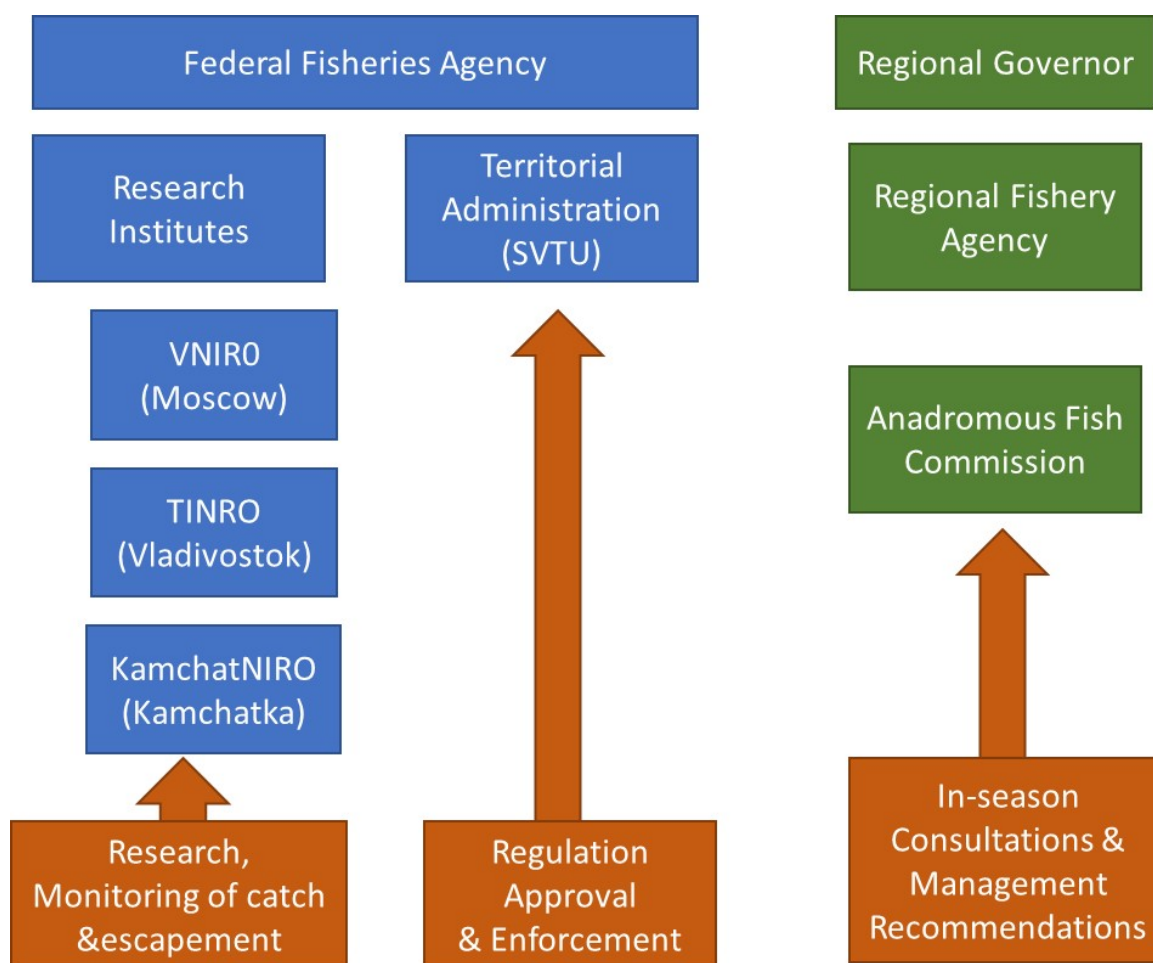 Federal Fisheries Agency
Regional Governor
Research
Institutes
Territorial
Administration
(SVTU)
Regional Fishery
Agency
VNIR0
(Moscow)
Anadromous Fish
Commission
TINRO
(Vladivostok)
KamchatNIRO
(Kamchatka)
Research,
Monitoring of catch
&escapement
Regulation
Approval
& Enforcement
In-season
Consultations &
Management
Recommendations